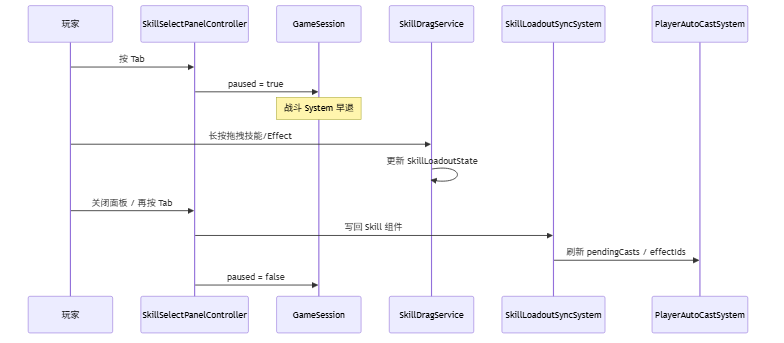 玩家
SkillSelectPanelController
GameSession
SkillDragService
SkillLoadoutSyncSystem
PlayerAutoCastSystem
按 Tab
paused = true
战斗 System 早退
长按拖拽技能/Effect
更新 SkillLoadoutState
关闭面板 / 再按 Tab
写回 Skill 组件
刷新 pendingCasts / effectIds
paused = false
玩家
SkillSelectPanelController
GameSession
SkillDragService
SkillLoadoutSyncSystem
PlayerAutoCastSystem